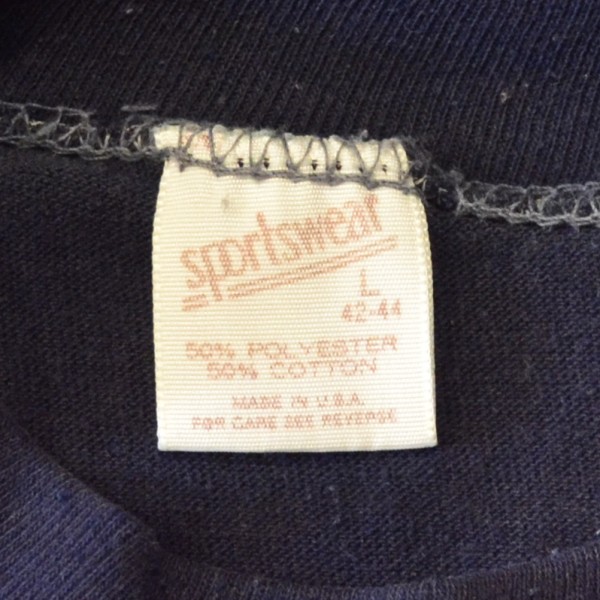 sportswear
L
42-44
50% POLYESTER
50% COTTON
MADE IN U.S.A.
FOR CARE SEE REVERSE